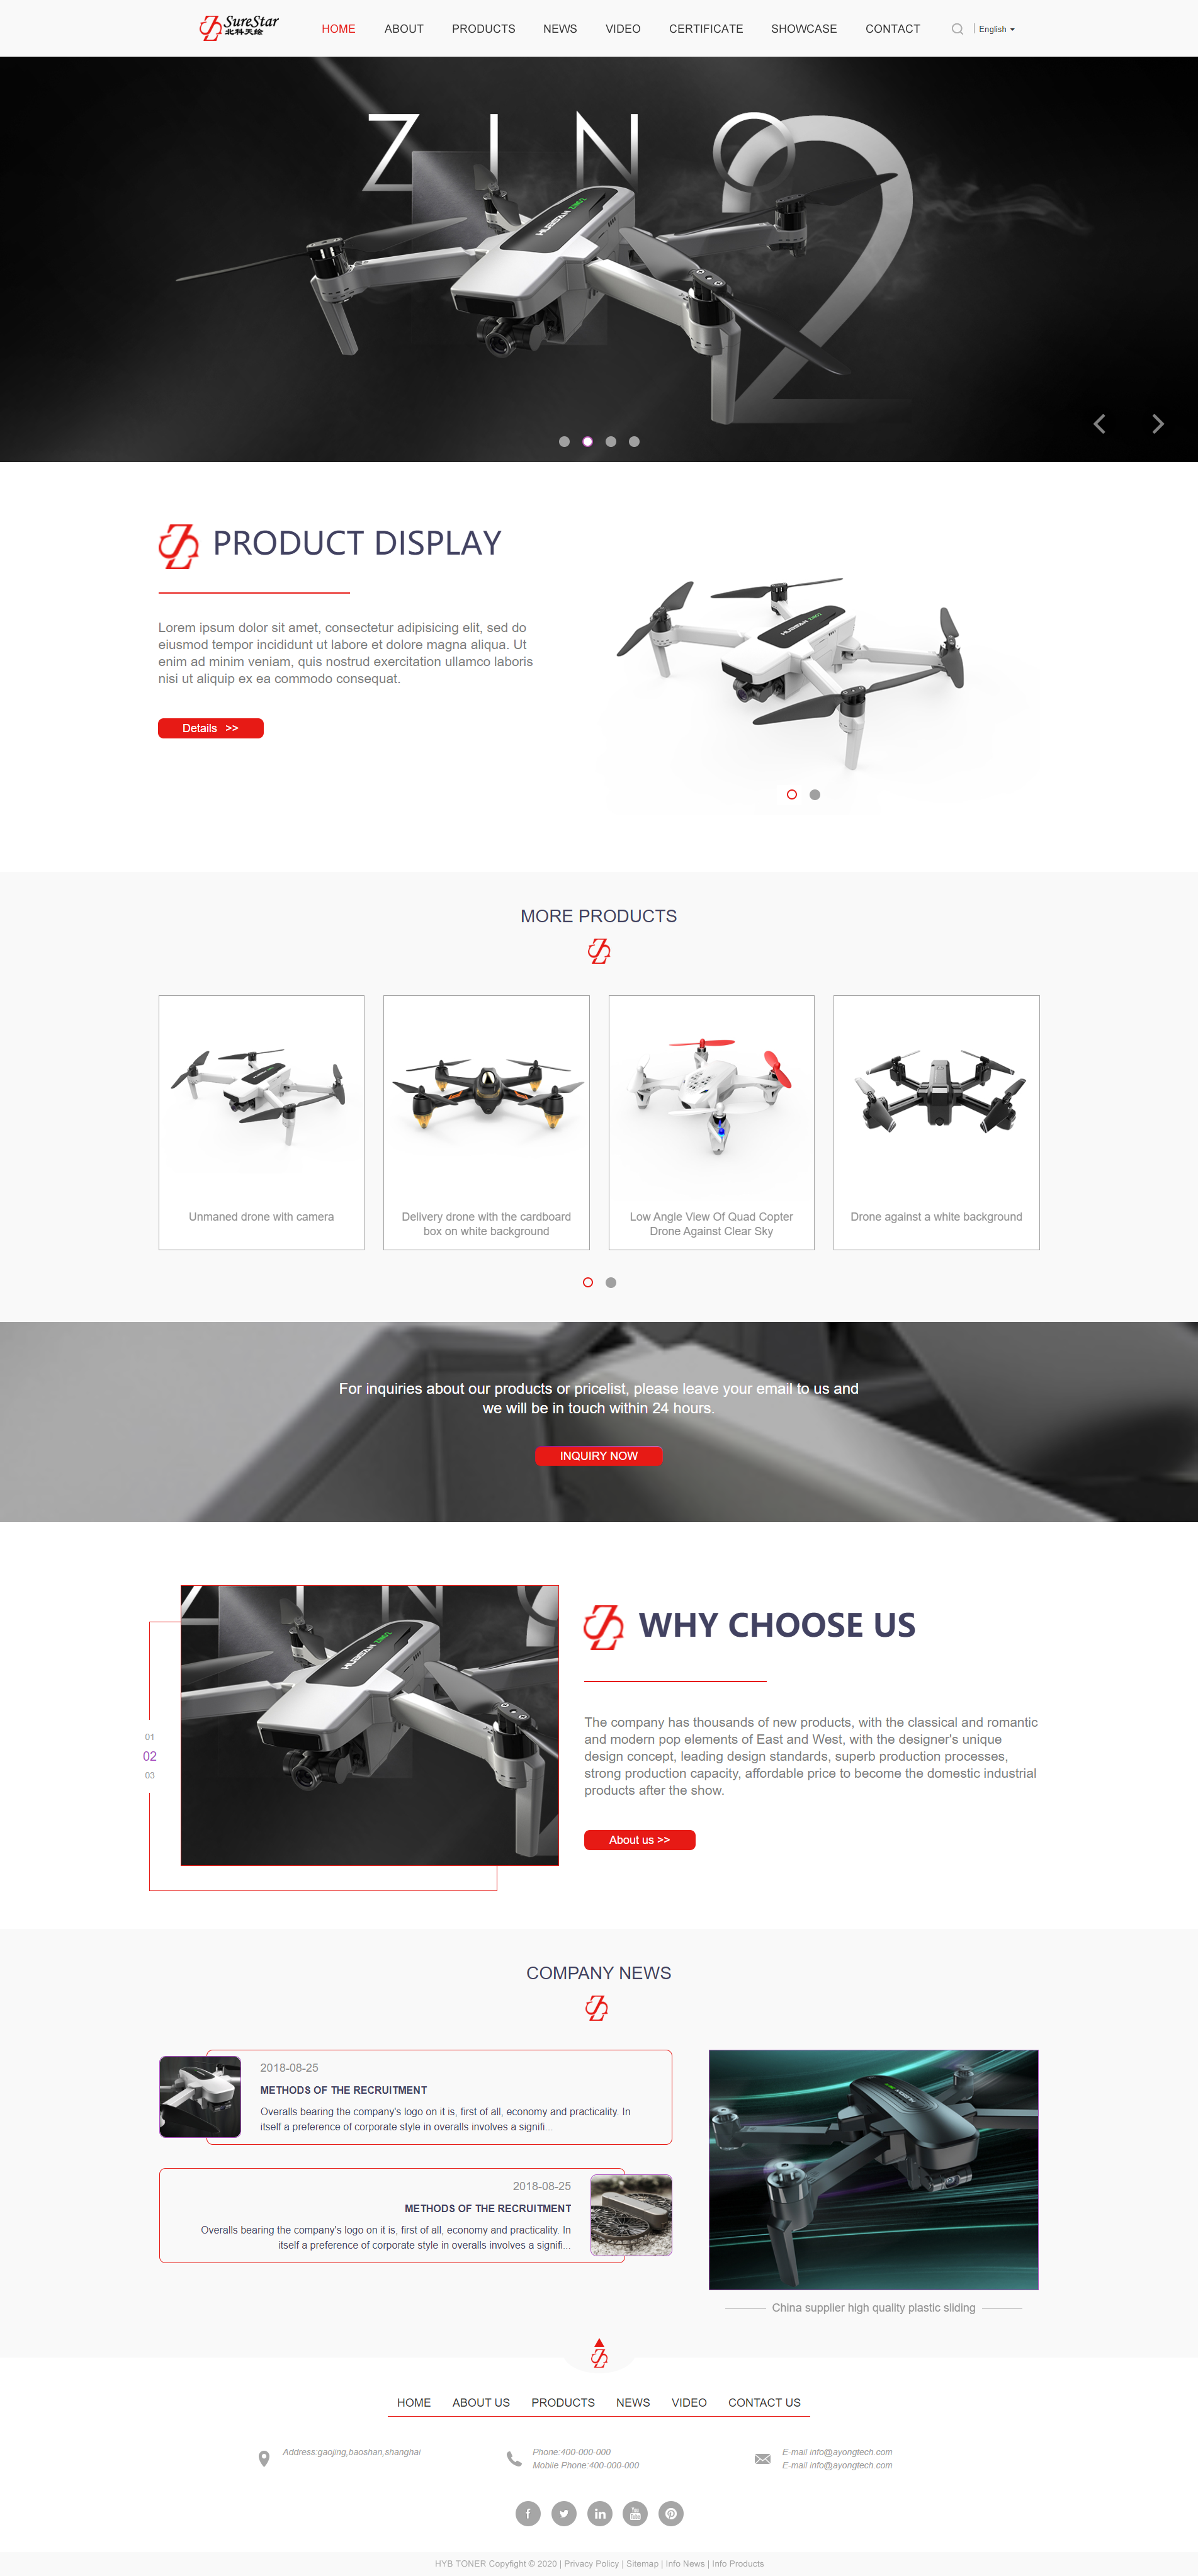 SureStar
北科天绘
HOME ABOUT PRODUCTS NEWS VIDEO CERTIFICATE SHOWCASE CONTACT English
ZINO 2
HUBSAN ZINO2
PRODUCT DISPLAY
Lorem ipsum dolor sit amet, consectetur adipisicing elit, sed do
eiusmod tempor incididunt ut labore et dolore magna aliqua. Ut
enim ad minim veniam, quis nostrud exercitation ullamco laboris
nisi ut aliquip ex ea commodo consequat.
Details >>
HUBSAN ZINO2
MORE PRODUCTS
Unmaned drone with camera
Delivery drone with the cardboard
box on white background
Low Angle View Of Quad Copter
Drone Against Clear Sky
Drone against a white background
For inquiries about our products or pricelist, please leave your email to us and
we will be in touch within 24 hours.
INQUIRY NOW
HUBSAN ZINO2
01
02
03
WHY CHOOSE US
The company has thousands of new products, with the classical and romantic
and modern pop elements of East and West, with the designer's unique
design concept, leading design standards, superb production processes,
strong production capacity, affordable price to become the domestic industrial
products after the show.
About us >>
COMPANY NEWS
2018-08-25
METHODS OF THE RECRUITMENT
Overalls bearing the company's logo on it is, first of all, economy and practicality. In
itself a preference of corporate style in overalls involves a signifi...
2018-08-25
METHODS OF THE RECRUITMENT
Overalls bearing the company's logo on it is, first of all, economy and practicality. In
itself a preference of corporate style in overalls involves a signifi...
China supplier high quality plastic sliding
HOME ABOUT US PRODUCTS NEWS VIDEO CONTACT US
Address:gaojing,baoshan,shanghai
Phone:400-000-000
Mobile Phone:400-000-000
E-mail info@ayongtech.com
E-mail info@ayongtech.com
HYB TONER Copyfight © 2020 | Privacy Policy | Sitemap | Info News | Info Products